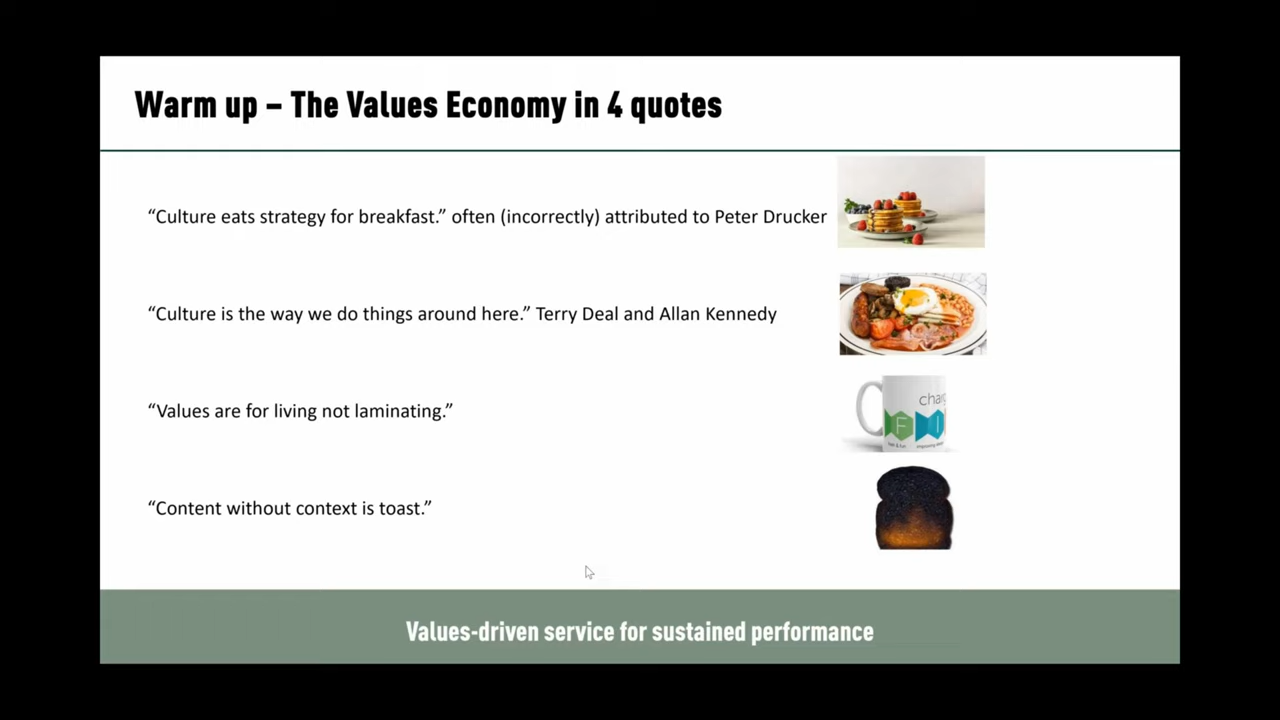 Warm up – The Values Economy in 4 quotes
“Culture eats strategy for breakfast.” often (incorrectly) attributed to Peter Drucker
“Culture is the way we do things around here.” Terry Deal and Allan Kennedy
“Values are for living not laminating.”
F
“Content without context is toast.”
Values-driven service for sustained performance